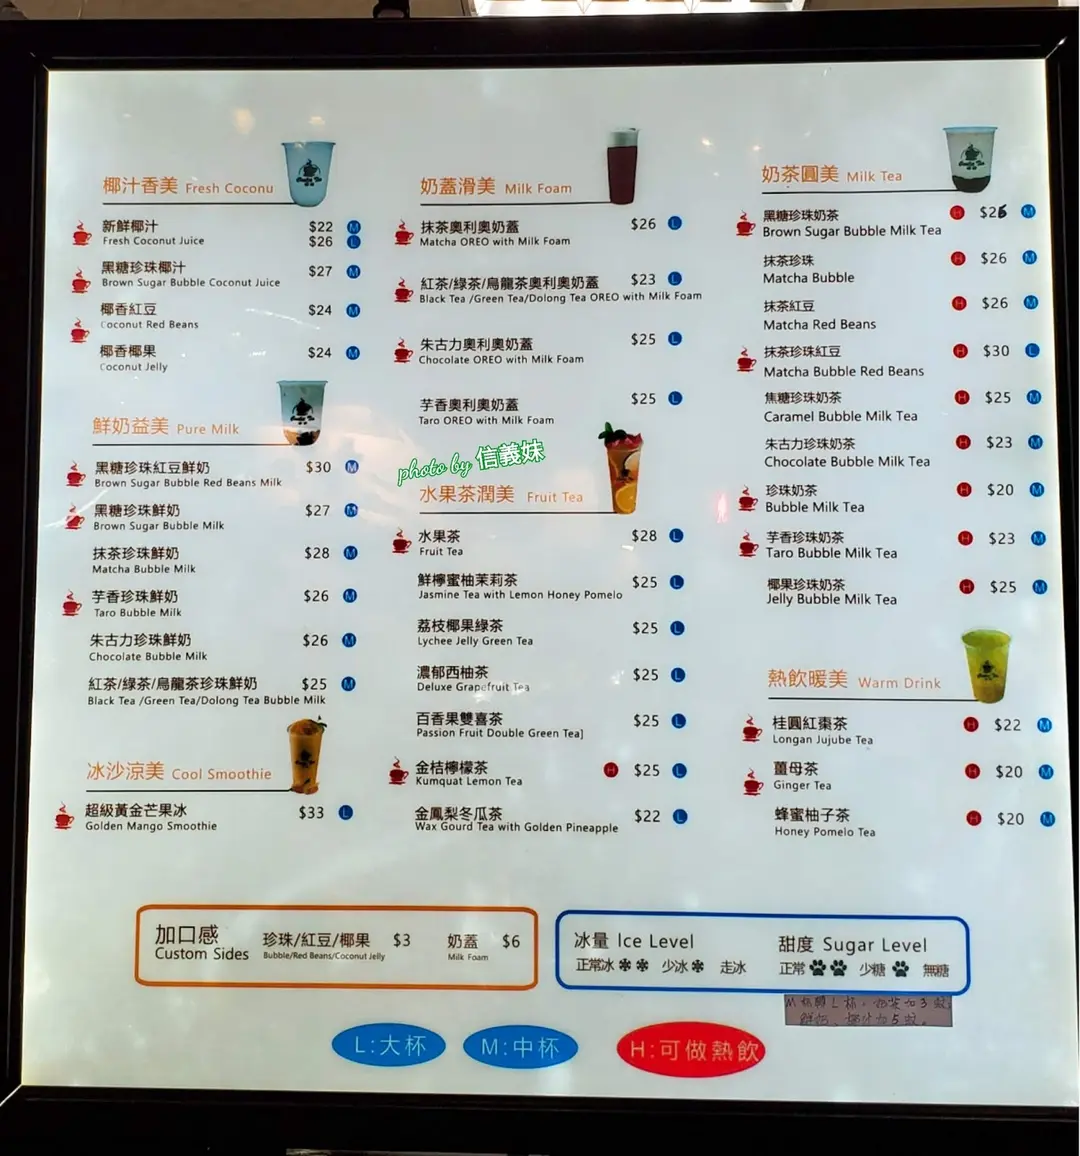 椰汁香美 Fresh Coconu
新鮮椰汁 $22 M
Fresh Coconut Juice $26 L
黑糖珍珠椰汁 $27 M
Brown Sugar Bubble Coconut Juice
椰香紅豆 $24 M
Coconut Red Beans
椰香椰果 $24 M
Coconut Jelly
鮮奶益美 Pure Milk
黑糖珍珠紅豆鮮奶 $30 M
Brown Sugar Bubble Red Beans Milk
黑糖珍珠鮮奶 $27 M
Brown Sugar Bubble Milk
抹茶珍珠鮮奶 $28 M
Matcha Bubble Milk
芋香珍珠鮮奶 $26 M
Taro Bubble Milk
朱古力珍珠鮮奶 $26 M
Chocolate Bubble Milk
紅茶/綠茶/烏龍茶珍珠鮮奶 $25 M
Black Tea /Green Tea/Dolong Tea Bubble Milk
冰沙涼美 Cool Smoothie
超級黃金芒果冰 $33 L
Golden Mango Smoothie
奶蓋滑美 Milk Foam
抹茶奧利奧奶蓋 $26 L
Matcha OREO with Milk Foam
紅茶/綠茶/烏龍茶奧利奧奶蓋 $23 L
Black Tea /Green Tea/Dolong Tea OREO with Milk Foam
朱古力奧利奧奶蓋 $25 L
Chocolate OREO with Milk Foam
芋香奧利奧奶蓋 $25 L
Taro OREO with Milk Foam
photo by 信義妹
水果茶潤美 Fruit Tea
水果茶 $28 L
Fruit Tea
鮮檸蜜柚茉莉茶 $25 L
Jasmine Tea with Lemon Honey Pomelo
荔枝椰果綠茶 $25 L
Lychee Jelly Green Tea
濃郁西柚茶 $25 L
Deluxe Grapefruit Tea
百香果雙喜茶 $25 L
Passion Fruit Double Green Tea]
金桔檸檬茶 H $25 L
Kumquat Lemon Tea
金鳳梨冬瓜茶 $22 L
Wax Gourd Tea with Golden Pineapple
奶茶圓美 Milk Tea
黑糖珍珠奶茶 H $26 M
Brown Sugar Bubble Milk Tea
抹茶珍珠 H $26 M
Matcha Bubble
抹茶紅豆 H $26 M
Matcha Red Beans
抹茶珍珠紅豆 H $30 L
Matcha Bubble Red Beans
焦糖珍珠奶茶 H $25 M
Caramel Bubble Milk Tea
朱古力珍珠奶茶 H $23 M
Chocolate Bubble Milk Tea
珍珠奶茶 H $20 M
Bubble Milk Tea
芋香珍珠奶茶 H $23 M
Taro Bubble Milk Tea
椰果珍珠奶茶 H $25 M
Jelly Bubble Milk Tea
熱飲暖美 Warm Drink
桂圓紅棗茶 H $22 M
Longan Jujube Tea
薑母茶 H $20 M
Ginger Tea
蜂蜜柚子茶 H $20 M
Honey Pomelo Tea
加口感 珍珠/紅豆/椰果 $3 奶蓋 $6
Custom Sides Bubble/Red Beans/Coconut Jelly Milk Foam
冰量 Ice Level 甜度 Sugar Level
正常冰 少冰 走冰 正常 少糖 無糖
M杯轉L杯，奶茶加3蚊
鮮奶、椰汁加5蚊。
L:大杯 M:中杯 H:可做熱飲